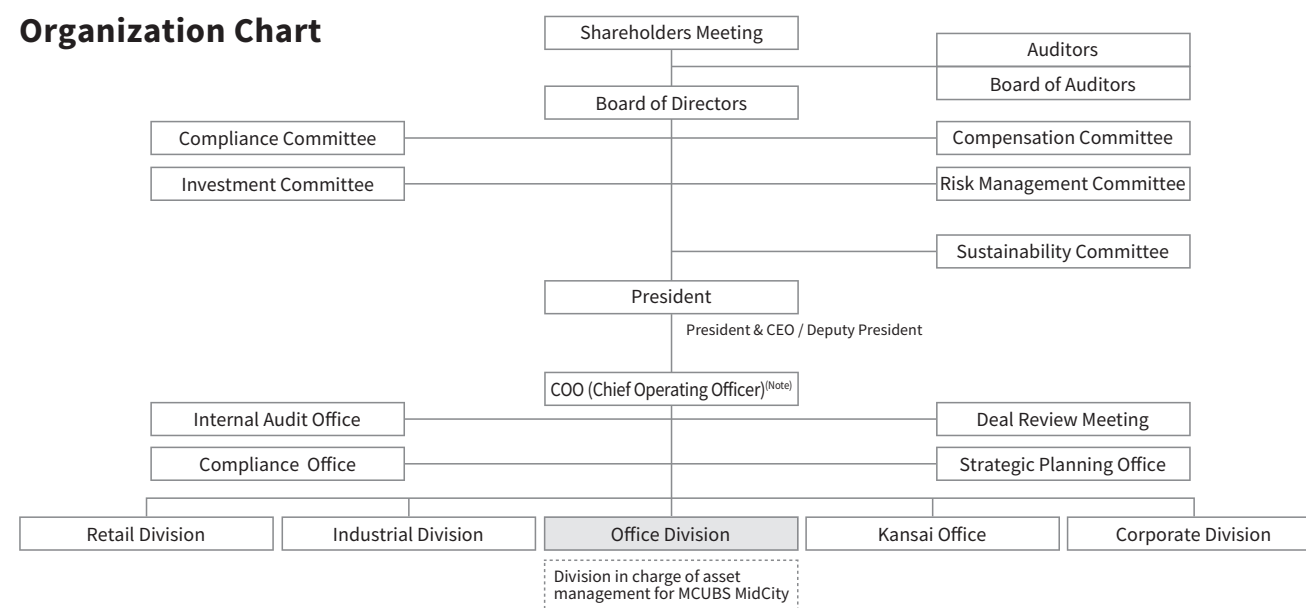 Organization Chart
Shareholders Meeting
Auditors
Board of Auditors
Board of Directors
Compliance Committee
Compensation Committee
Investment Committee
Risk Management Committee
Sustainability Committee
President
President & CEO / Deputy President
COO (Chief Operating Officer)(Note)
Internal Audit Office
Deal Review Meeting
Compliance Office
Strategic Planning Office
Retail Division
Industrial Division
Office Division
Kansai Office
Corporate Division
Division in charge of asset
management for MCUBS MidCity